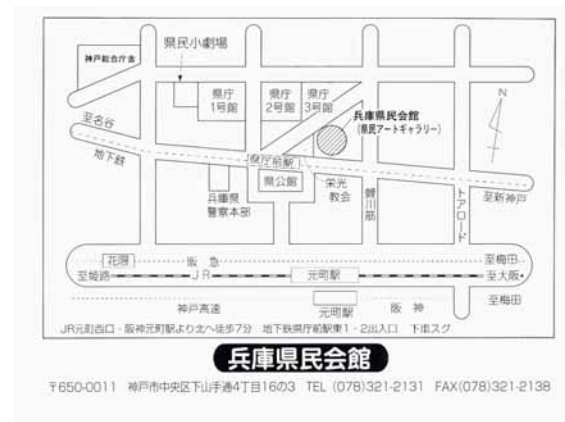 神戸総合庁舎
県民小劇場
県庁
1号館
県庁
2号館
県庁
3号館
N
兵庫県民会館
(県民アートギャラリー)
至名谷
地下鉄
県庁前駅
県公館
兵庫県
警察本部
栄光
教会
鯉川筋
トアロード
至新神戸
花隈
阪急
至梅田
至姫路
JR
元町駅
至大阪
神戸高速
元町駅
阪神
至梅田
JR元町西口・阪神元町駅より北へ徒歩7分 地下鉄県庁前駅東1・2出入口 下車スグ
兵庫県民会館
〒650-0011 神戸市中央区下山手通4丁目16の3 TEL (078)321-2131 FAX(078)321-2138